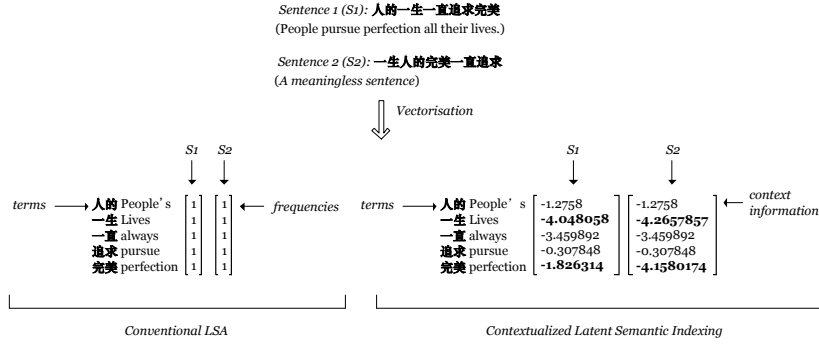 Sentence 1 (S1): 人的一生一直追求完美
(People pursue perfection all their lives.)
Sentence 2 (S2): 一生人的完美一直追求
(A meaningless sentence)
Vectorisation
S1 S2 S1 S2
terms 人的 People's 1 1 frequencies terms 人的 People's -1.2758 -1.2758 context information
一生 Lives 1 1 一生 Lives -4.048058 -4.2657857
一直 always 1 1 一直 always -3.459892 -3.459892
追求 pursue 1 1 追求 pursue -0.307848 -0.307848
完美 perfection 1 1 完美 perfection -1.826314 -4.1580174
Conventional LSA Contextualized Latent Semantic Indexing